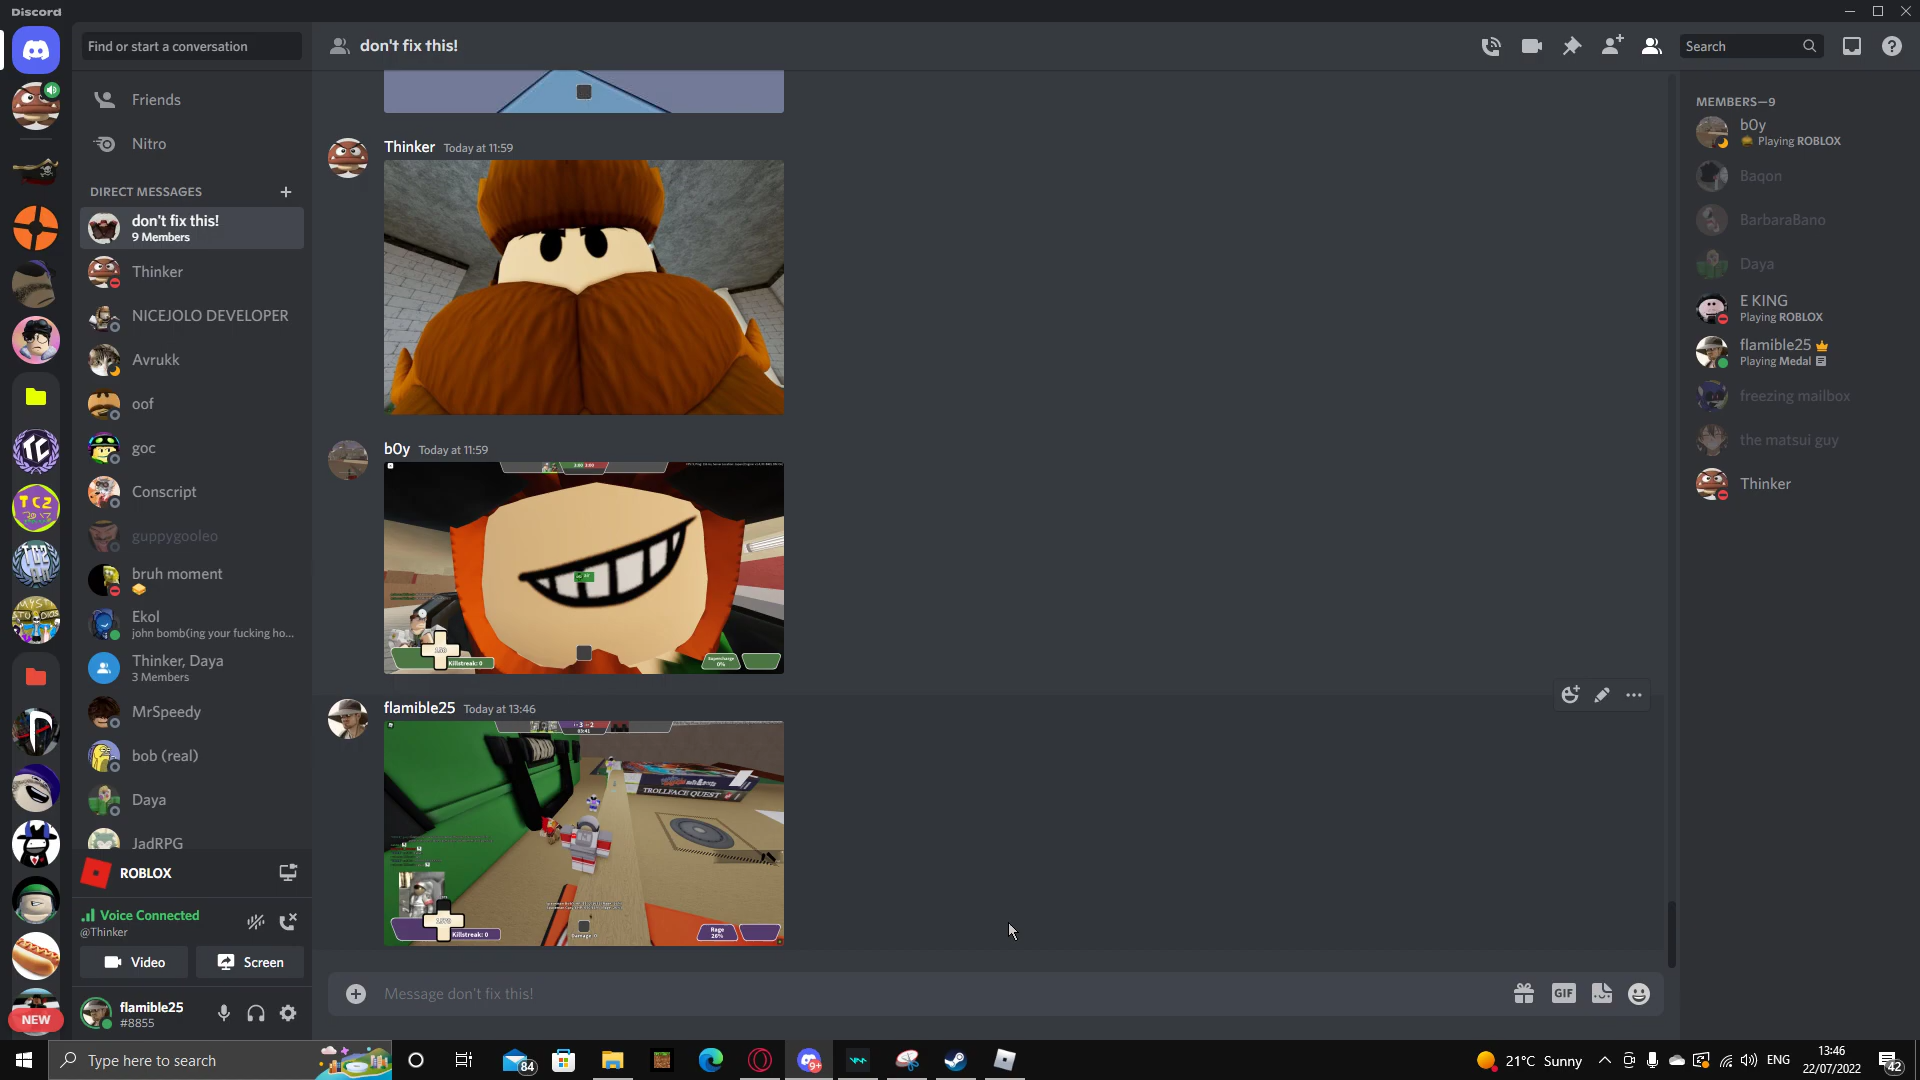 Discord
Find or start a conversation
don't fix this!
Search
Friends
Nitro
DIRECT MESSAGES
don't fix this!
9 Members
Thinker
NICEJOLO DEVELOPER
Avrukk
oof
goc
Conscript
guppygooleo
bruh moment
Ekol
john bomb(ing your fucking ho...
Thinker, Daya
3 Members
MrSpeedy
bob (real)
Daya
JadRPG
ROBLOX
Voice Connected
@Thinker
Video
Screen
flamible25
#8855
NEW
Thinker Today at 11:59
b0y Today at 11:59
Killstreak: 0
Supercharge
0%
flamible25 Today at 13:46
TROLLFACE QUEST
Killstreak: 0
Damage: 0
Rage
26%
Message don't fix this!
GIF
MEMBERS—9
b0y
Playing ROBLOX
Baqon
BarbaraBano
Daya
E KING
Playing ROBLOX
flamible25
Playing Medal
freezing mailbox
the matsui guy
Thinker
Type here to search
84
9+
21°C Sunny
ENG
13:46
22/07/2022
42